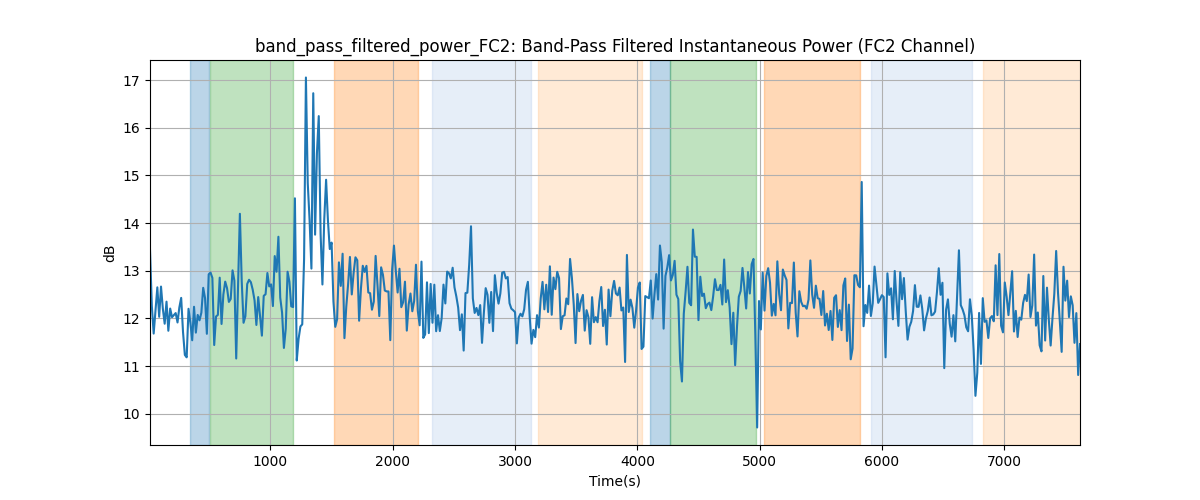 band_pass_filtered_power_FC2: Band-Pass Filtered Instantaneous Power (FC2 Channel)
17
16
15
14
13
12
11
10
dB
1000 2000 3000 4000 5000 6000 7000
Time(s)